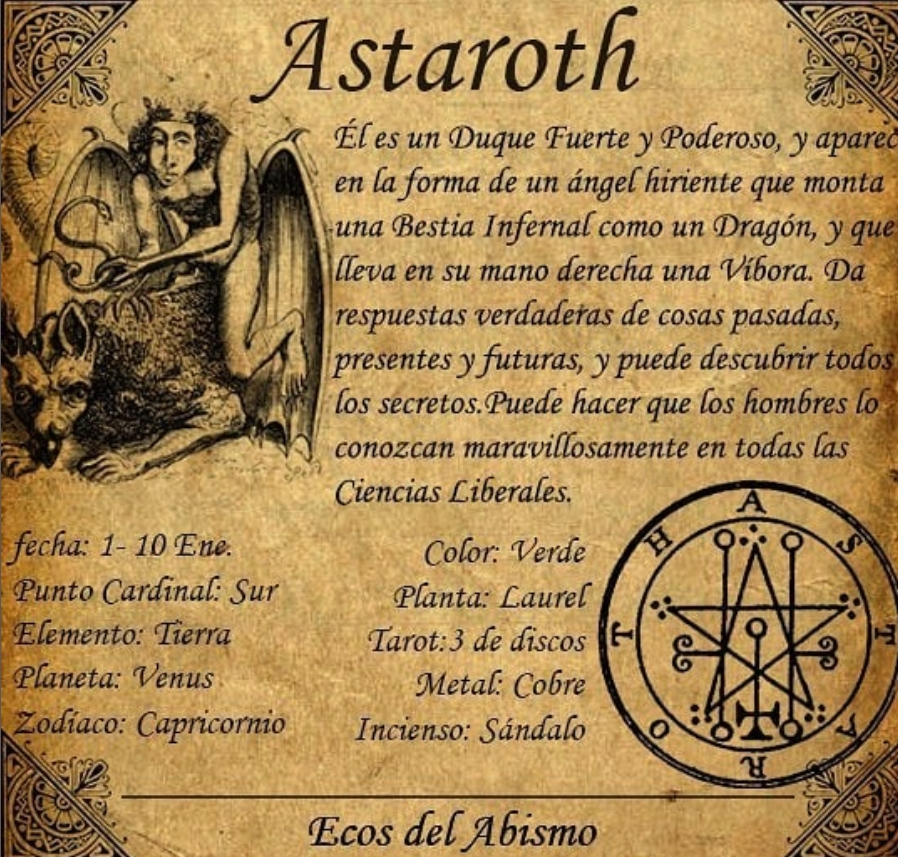 Astaroth
Él es un Duque Fuerte y Poderoso, y aparec
en la forma de un ángel hiriente que monta
una Bestia Infernal como un Dragón, y que
lleva en su mano derecha una Víbora. Da
respuestas verdaderas de cosas pasadas,
presentes y futuras, y puede descubrir todos
los secretos.Puede hacer que los hombres lo
conozcan maravillosamente en todas las
Ciencias Liberales.
fecha: 1- 10 Ene.
Punto Cardinal: Sur
Elemento: Tierra
Planeta: Venus
Zodíaco: Capricornio
Color: Verde
Planta: Laurel
Tarot:3 de discos
Metal: Cobre
Incienso: Sándalo
ASTAROTH
Ecos del Abismo